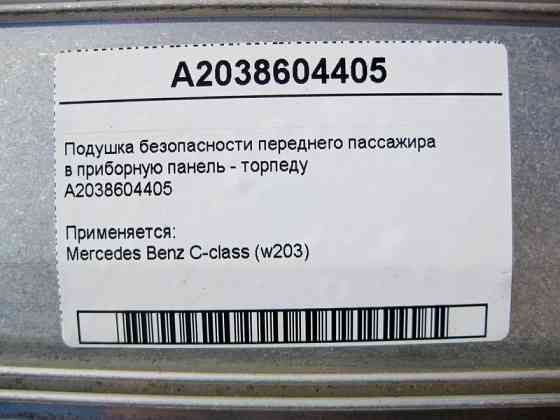 A2038604405
Подушка безопасности переднего пассажира
в приборную панель - торпеду
A2038604405
Применяется:
Mercedes Benz C-class (w203)